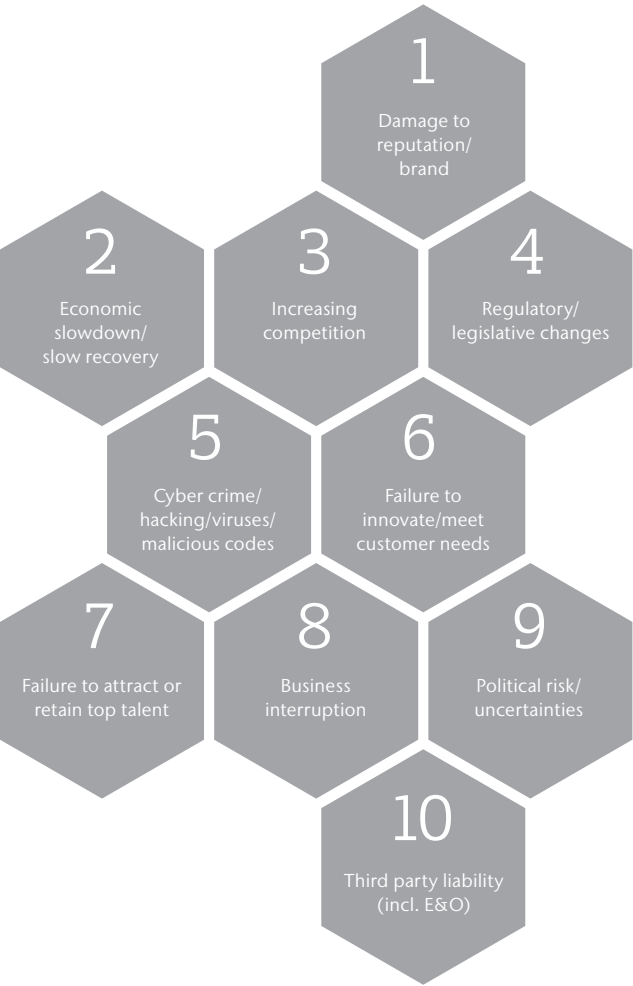 1
Damage to
reputation/
brand
2
Economic
slowdown/
slow recovery
3
Increasing
competition
4
Regulatory/
legislative changes
5
Cyber crime/
hacking/viruses/
malicious codes
6
Failure to
innovate/meet
customer needs
7
Failure to attract or
retain top talent
8
Business
interruption
9
Political risk/
uncertainties
10
Third party liability
(incl. E&O)